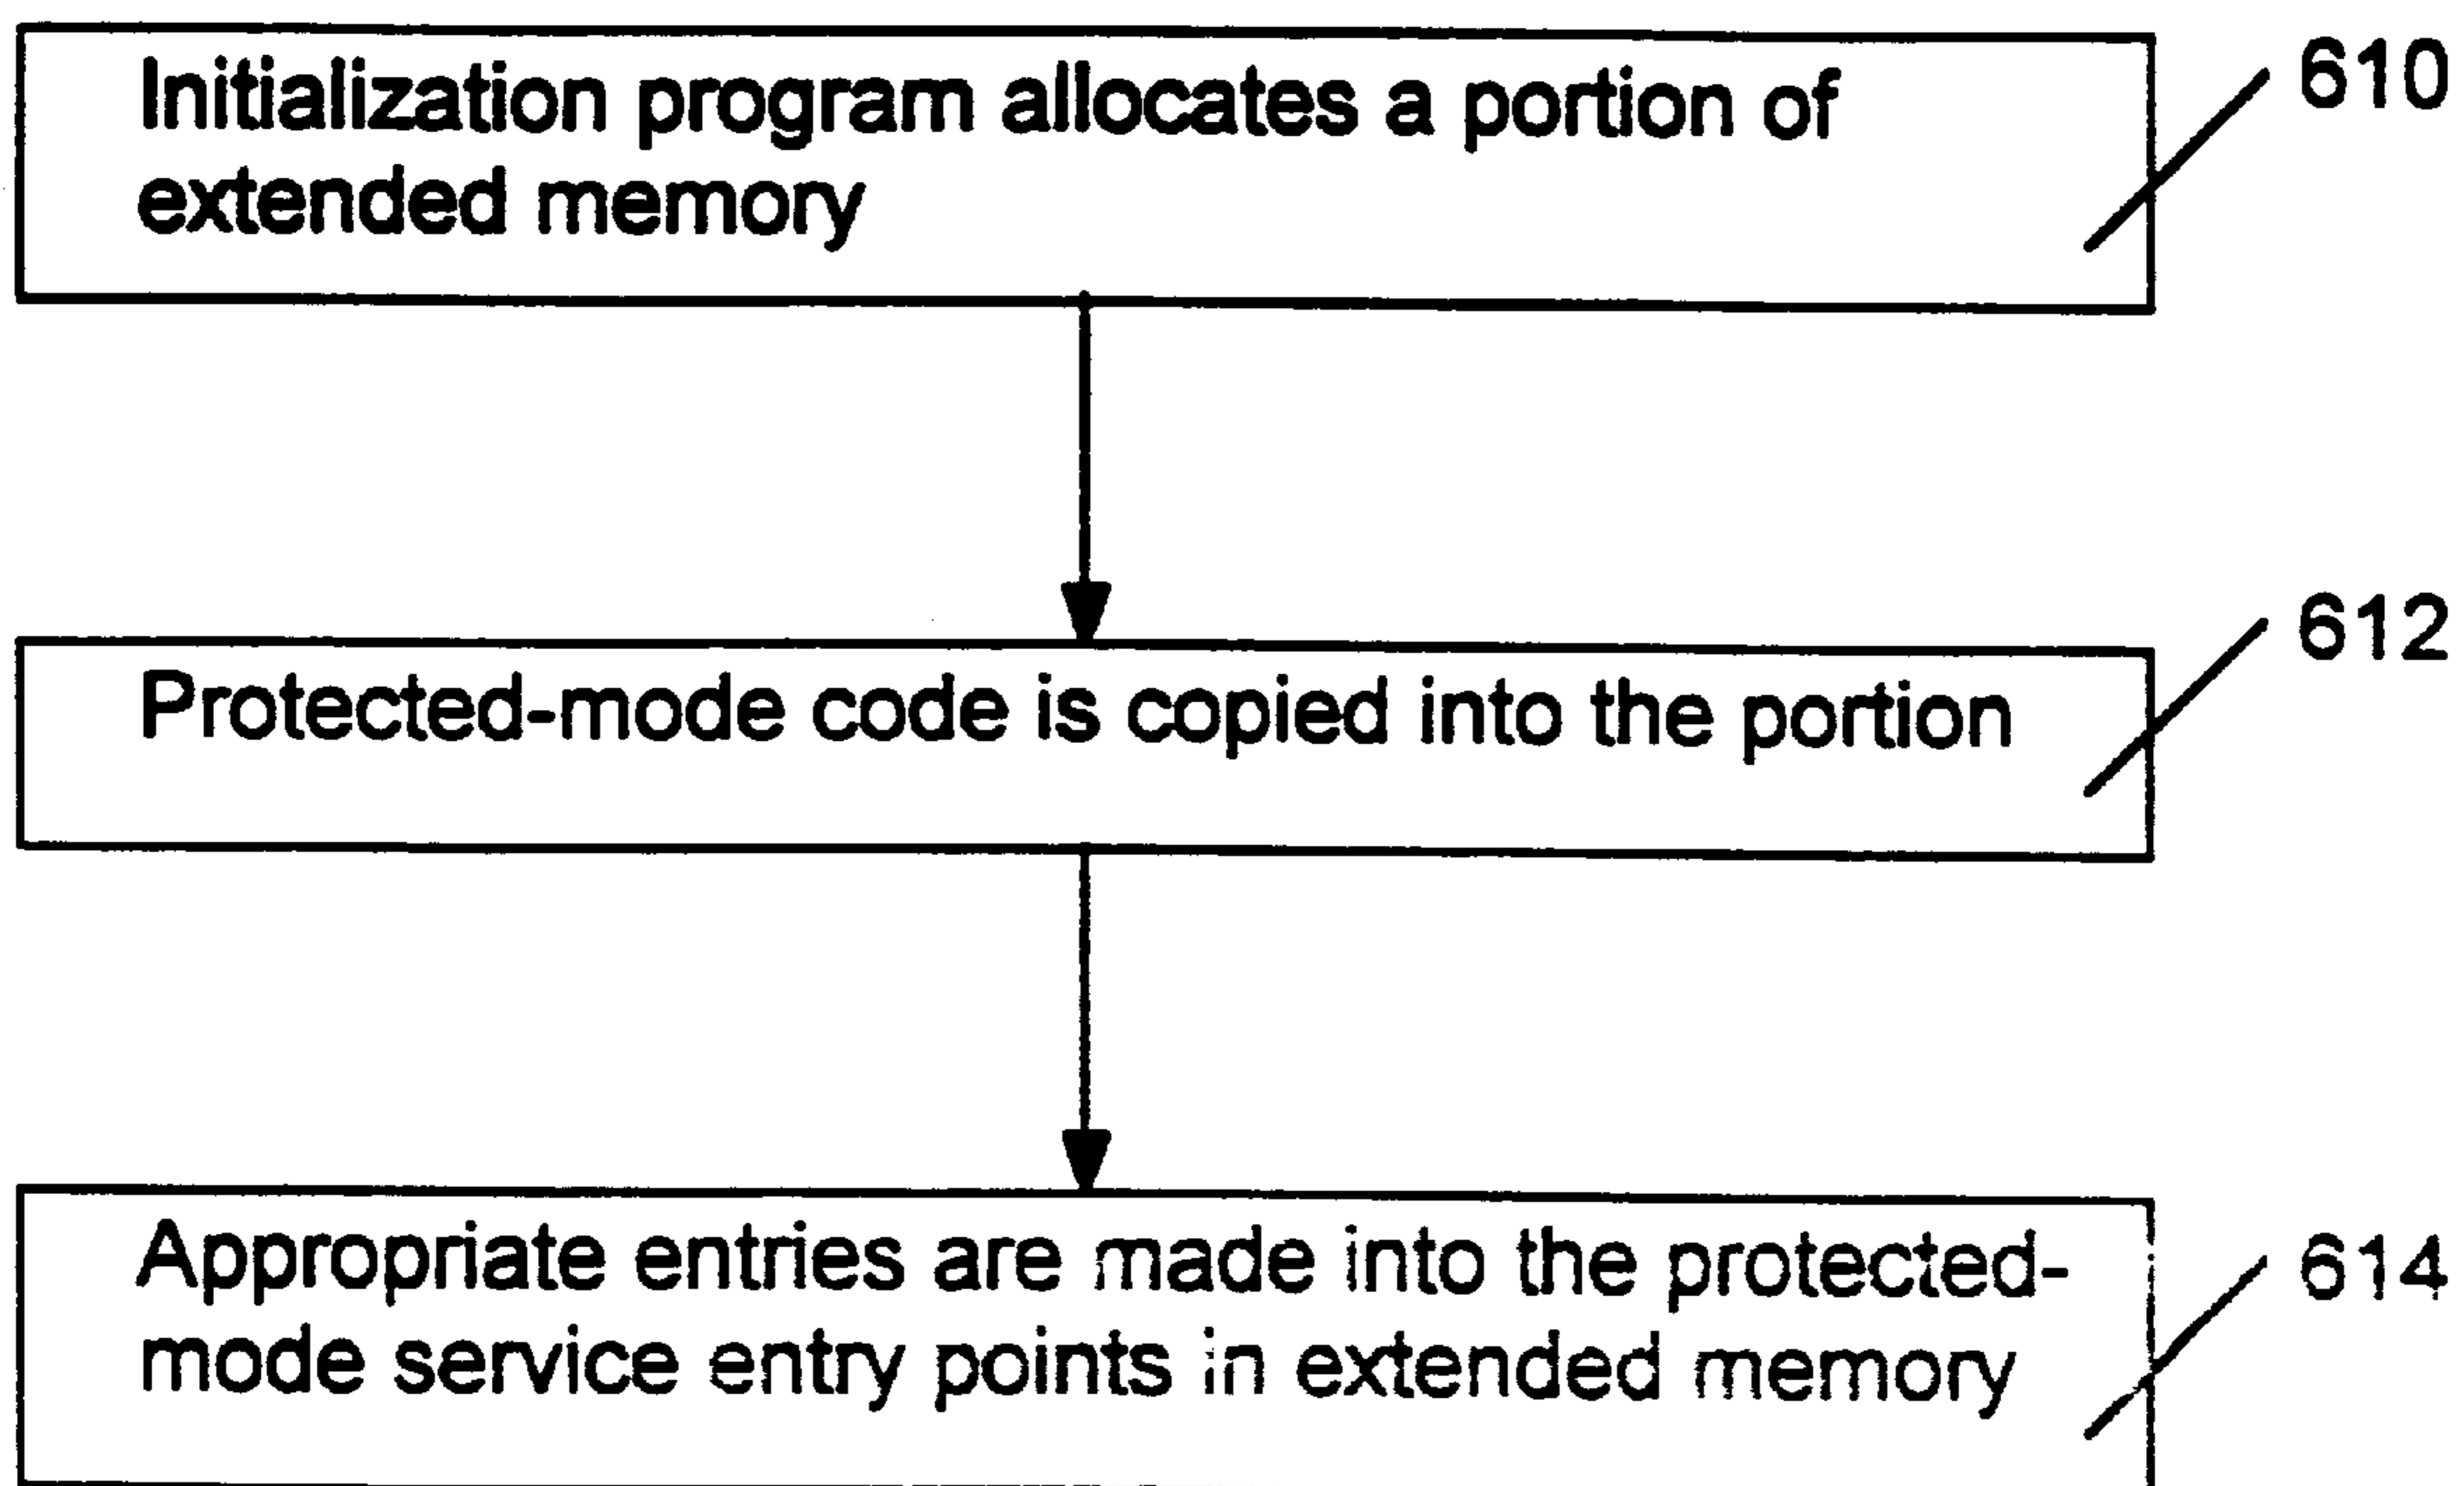 Initialization program allocates a portion of
extended memory
610
Protected-mode code is copied into the portion
612
Appropriate entries are made into the protected-
mode service entry points in extended memory
614